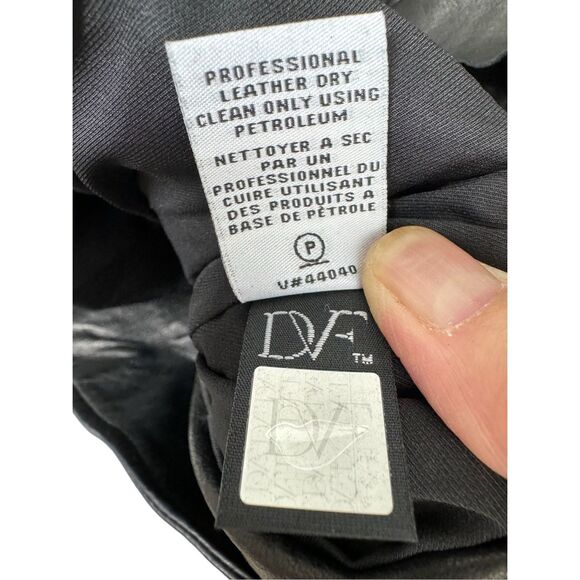 PROFESSIONAL
LEATHER DRY
CLEAN ONLY USING
PETROLEUM
NETTOYER A SEC
PAR UN
PROFESSIONNEL DU
CUIRE UTILISANT
DES PRODUITS A
BASE DE PÈTROLE
P
V#44040
DVF
TM
DVF